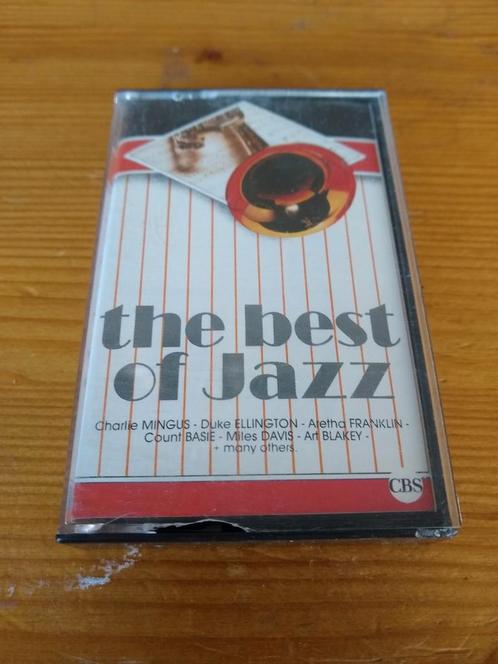 the best
of Jazz
Charlie MINGUS - Duke ELLINGTON - Aretha FRANKLIN -
Count BASIE - Miles DAVIS - Art BLAKEY -
+ many others.
CBS